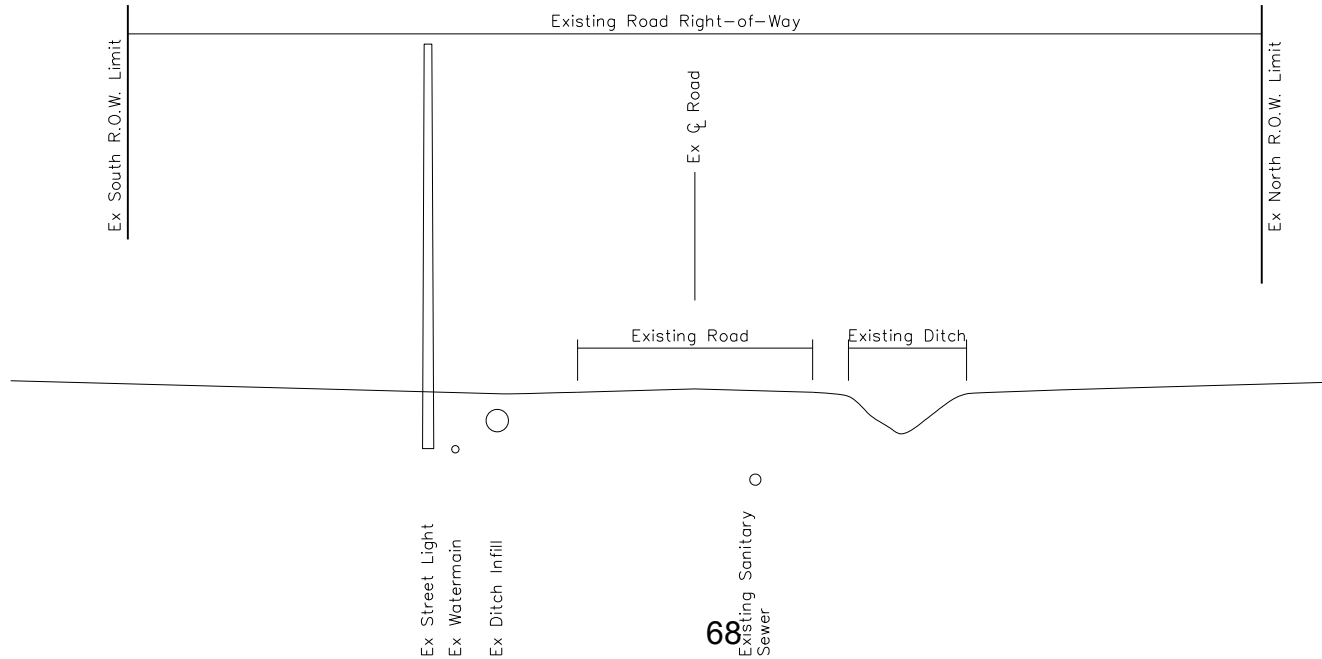 Existing Road Right-of-Way
Ex South R.O.W. Limit
Ex ℄ Road
Ex North R.O.W. Limit
Existing Road
Existing Ditch
Ex Street Light
Ex Watermain
Ex Ditch Infill
Existing Sanitary
Sewer
68